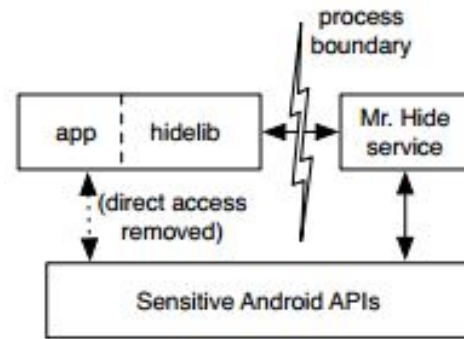 process
boundary
app
hidelib
Mr. Hide
service
(direct access
removed)
Sensitive Android APIs